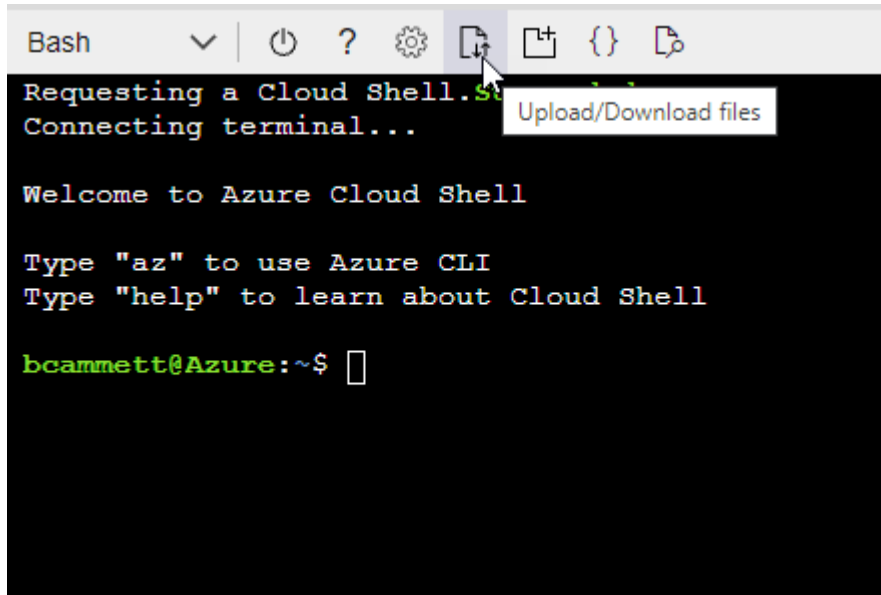 Bash
Requesting a Cloud Shell.
Upload/Download files
Connecting terminal...
Welcome to Azure Cloud Shell
Type "az" to use Azure CLI
Type "help" to learn about Cloud Shell
bcammett@Azure:~$